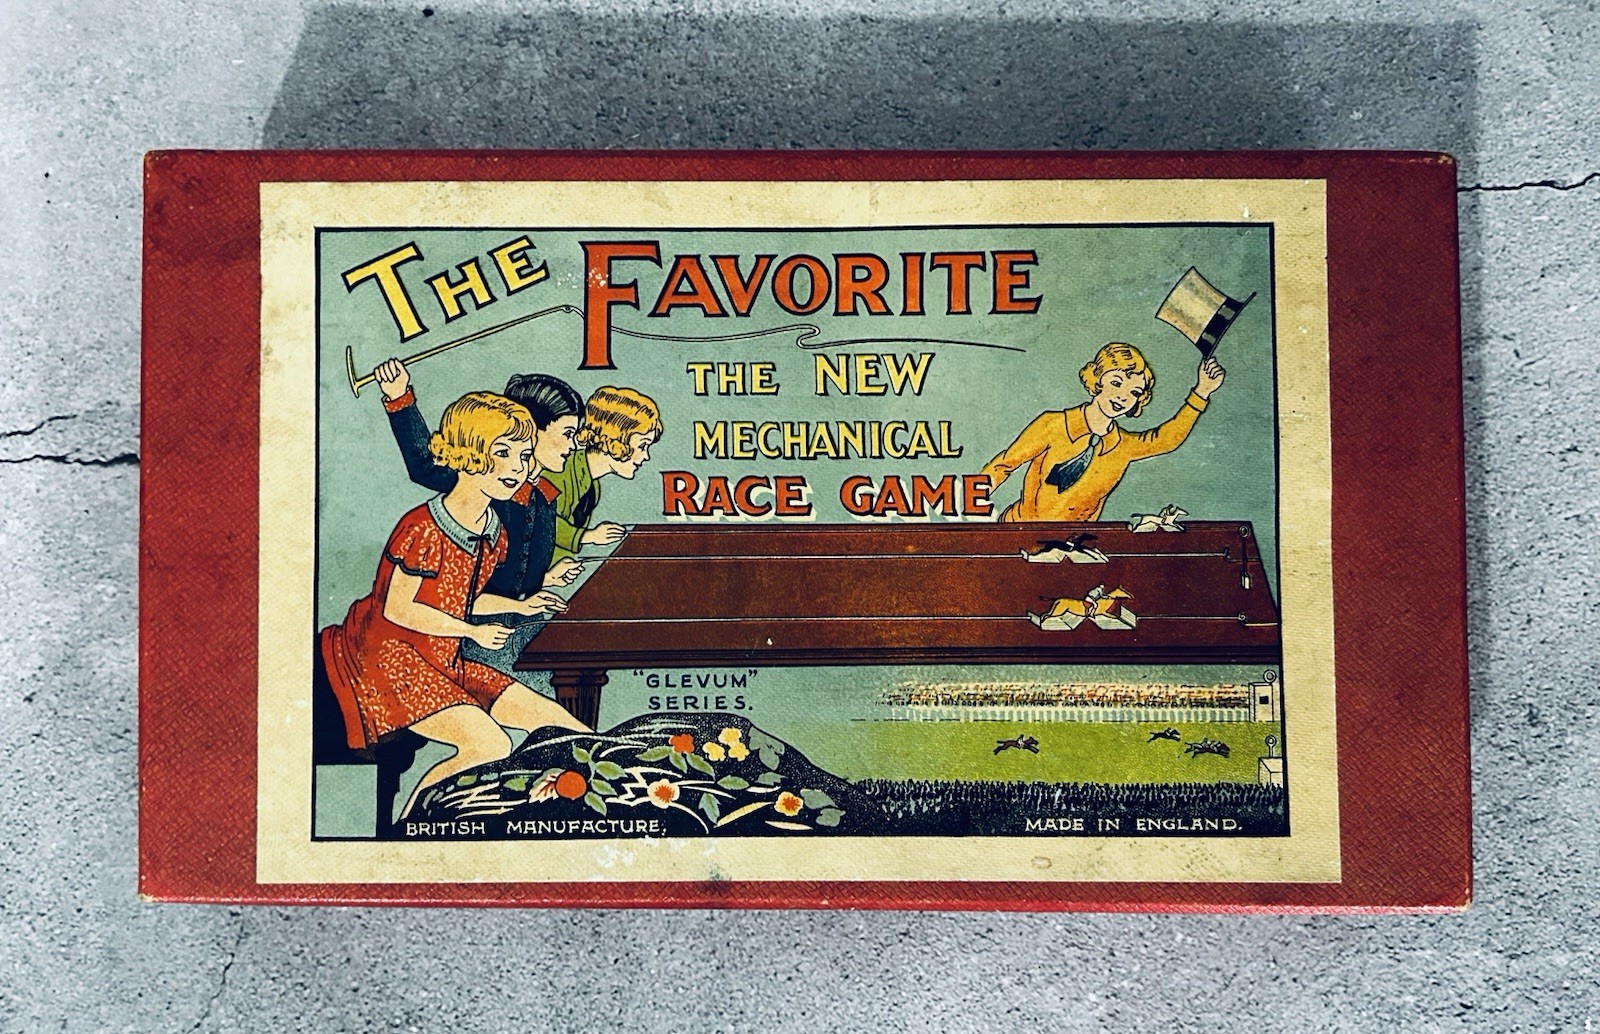 THE FAVORITE
THE NEW
MECHANICAL
RACE GAME
"GLEVUM"
SERIES.
BRITISH MANUFACTURE.
MADE IN ENGLAND.